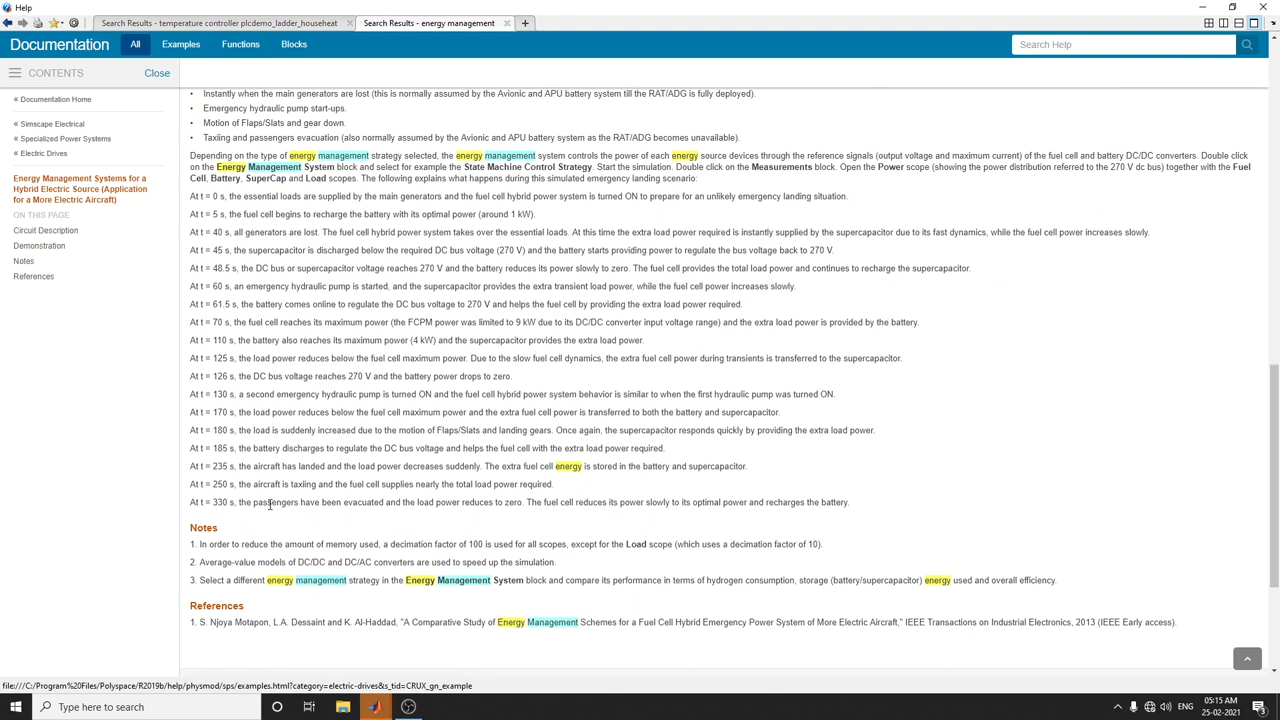 Help
Search Results - temperature controller plcdemo_ladder_househeat
Search Results - energy management
Documentation
All
Examples
Functions
Blocks
Search Help
CONTENTS
Close
« Documentation Home
« Simscape Electrical
« Specialized Power Systems
« Electric Drives
Energy Management Systems for a
Hybrid Electric Source (Application
for a More Electric Aircraft)
ON THIS PAGE
Circuit Description
Demonstration
Notes
References
• Instantly when the main generators are lost (this is normally assumed by the Avionic and APU battery system till the RAT/ADG is fully deployed).
• Emergency hydraulic pump start-ups.
• Motion of Flaps/Slats and gear down.
• Taxiing and passengers evacuation (also normally assumed by the Avionic and APU battery system as the RAT/ADG becomes unavailable).
Depending on the type of energy management strategy selected, the energy management system controls the power of each energy source devices through the reference signals (output voltage and maximum current) of the fuel cell and battery DC/DC converters. Double click
on the Energy Management System block and select for example the State Machine Control Strategy. Start the simulation. Double click on the Measurements block. Open the Power scope (showing the power distribution referred to the 270 V dc bus) together with the Fuel
Cell, Battery, SuperCap and Load scopes. The following explains what happens during this simulated emergency landing scenario:
At t = 0 s, the essential loads are supplied by the main generators and the fuel cell hybrid power system is turned ON to prepare for an unlikely emergency landing situation.
At t = 5 s, the fuel cell begins to recharge the battery with its optimal power (around 1 kW).
At t = 40 s, all generators are lost. The fuel cell hybrid power system takes over the essential loads. At this time the extra load power required is instantly supplied by the supercapacitor due to its fast dynamics, while the fuel cell power increases slowly.
At t = 45 s, the supercapacitor is discharged below the required DC bus voltage (270 V) and the battery starts providing power to regulate the bus voltage back to 270 V.
At t = 48.5 s, the DC bus or supercapacitor voltage reaches 270 V and the battery reduces its power slowly to zero. The fuel cell provides the total load power and continues to recharge the supercapacitor.
At t = 60 s, an emergency hydraulic pump is started, and the supercapacitor provides the extra transient load power, while the fuel cell power increases slowly.
At t = 61.5 s, the battery comes online to regulate the DC bus voltage to 270 V and helps the fuel cell by providing the extra load power required.
At t = 70 s, the fuel cell reaches its maximum power (the FCPM power was limited to 9 kW due to its DC/DC converter input voltage range) and the extra load power is provided by the battery.
At t = 110 s, the battery also reaches its maximum power (4 kW) and the supercapacitor provides the extra load power.
At t = 125 s, the load power reduces below the fuel cell maximum power. Due to the slow fuel cell dynamics, the extra fuel cell power during transients is transferred to the supercapacitor.
At t = 126 s, the DC bus voltage reaches 270 V and the battery power drops to zero.
At t = 130 s, a second emergency hydraulic pump is turned ON and the fuel cell hybrid power system behavior is similar to when the first hydraulic pump was turned ON.
At t = 170 s, the load power reduces below the fuel cell maximum power and the extra fuel cell power is transferred to both the battery and supercapacitor.
At t = 180 s, the load is suddenly increased due to the motion of Flaps/Slats and landing gears. Once again, the supercapacitor responds quickly by providing the extra load power.
At t = 185 s, the battery discharges to regulate the DC bus voltage and helps the fuel cell with the extra load power required.
At t = 235 s, the aircraft has landed and the load power decreases suddenly. The extra fuel cell energy is stored in the battery and supercapacitor.
At t = 250 s, the aircraft is taxiing and the fuel cell supplies nearly the total load power required.
At t = 330 s, the passengers have been evacuated and the load power reduces to zero. The fuel cell reduces its power slowly to its optimal power and recharges the battery.
Notes
1. In order to reduce the amount of memory used, a decimation factor of 100 is used for all scopes, except for the Load scope (which uses a decimation factor of 10).
2. Average-value models of DC/DC and DC/AC converters are used to speed up the simulation.
3. Select a different energy management strategy in the Energy Management System block and compare its performance in terms of hydrogen consumption, storage (battery/supercapacitor) energy used and overall efficiency.
References
1. S. Njoya Motapon, L.A. Dessaint and K. Al-Haddad, "A Comparative Study of Energy Management Schemes for a Fuel Cell Hybrid Emergency Power System of More Electric Aircraft," IEEE Transactions on Industrial Electronics, 2013 (IEEE Early access).
file:///C:/Program%20Files/Polyspace/R2019b/help/physmod/sps/examples.html?category=electric-drives&s_tid=CRUX_gn_example
Type here to search
ENG
05:15 AM
25-02-2021
3